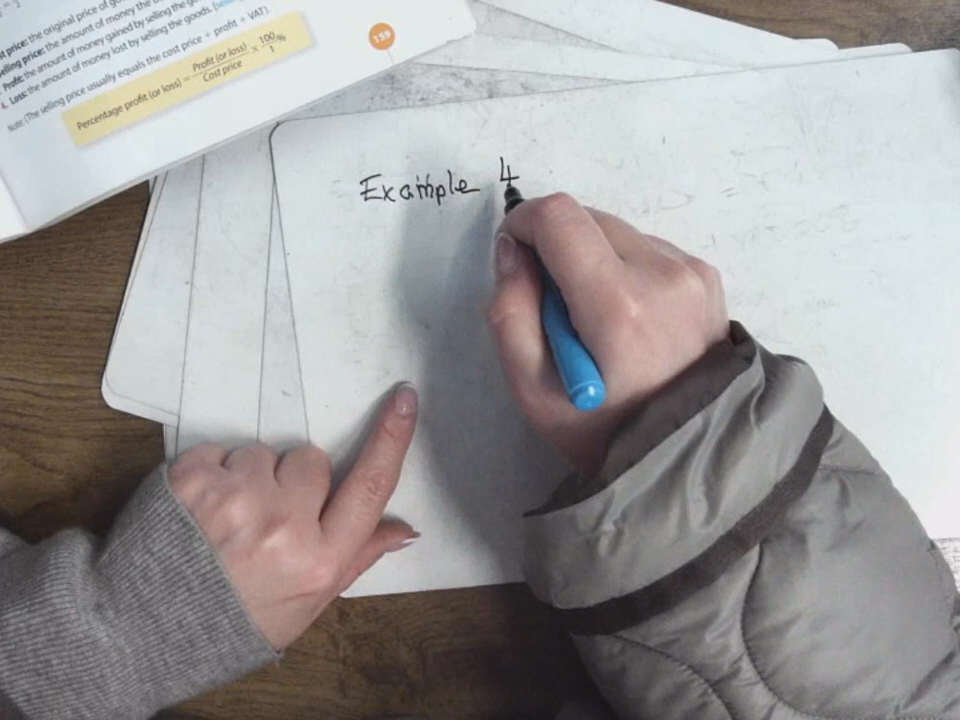 price: the original price of
selling price: the amount of money the
Profit: the amount of money gained by selling the
4. Loss: the amount of money lost by selling the goods.
Note: (The selling price usually equals the cost price + profit + VAT).
Percentage profit (or loss) = Profit (or loss) / Cost price × 100/1 %
159
Example 4